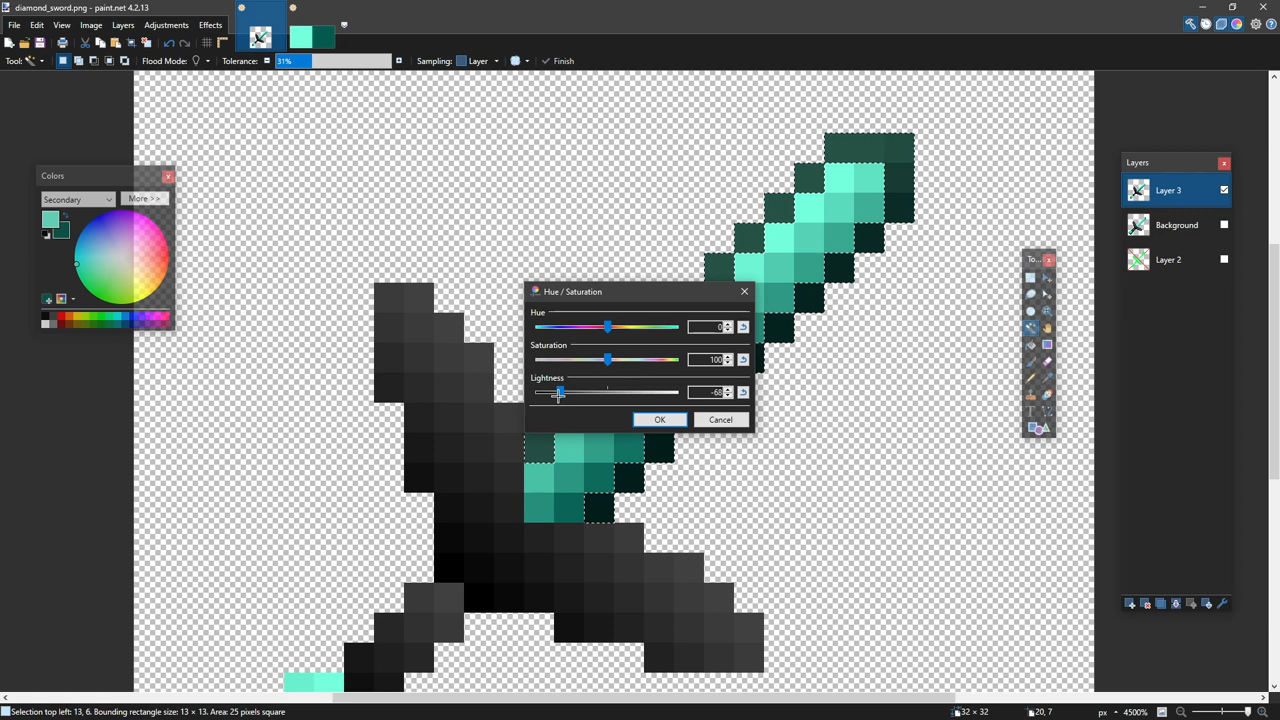 diamond_sword.png - paint.net 4.2.13
File Edit View Image Layers Adjustments Effects
Tool: Flood Mode: Tolerance: 31% Sampling: Layer Finish
Colors
Secondary
More >>
Layers
Layer 3
Background
Layer 2
To...
Hue / Saturation
Hue
0
Saturation
100
Lightness
-68
OK
Cancel
Selection top left: 13, 6. Bounding rectangle size: 13 × 13. Area: 25 pixels square
32 × 32
20, 7
px
4500%